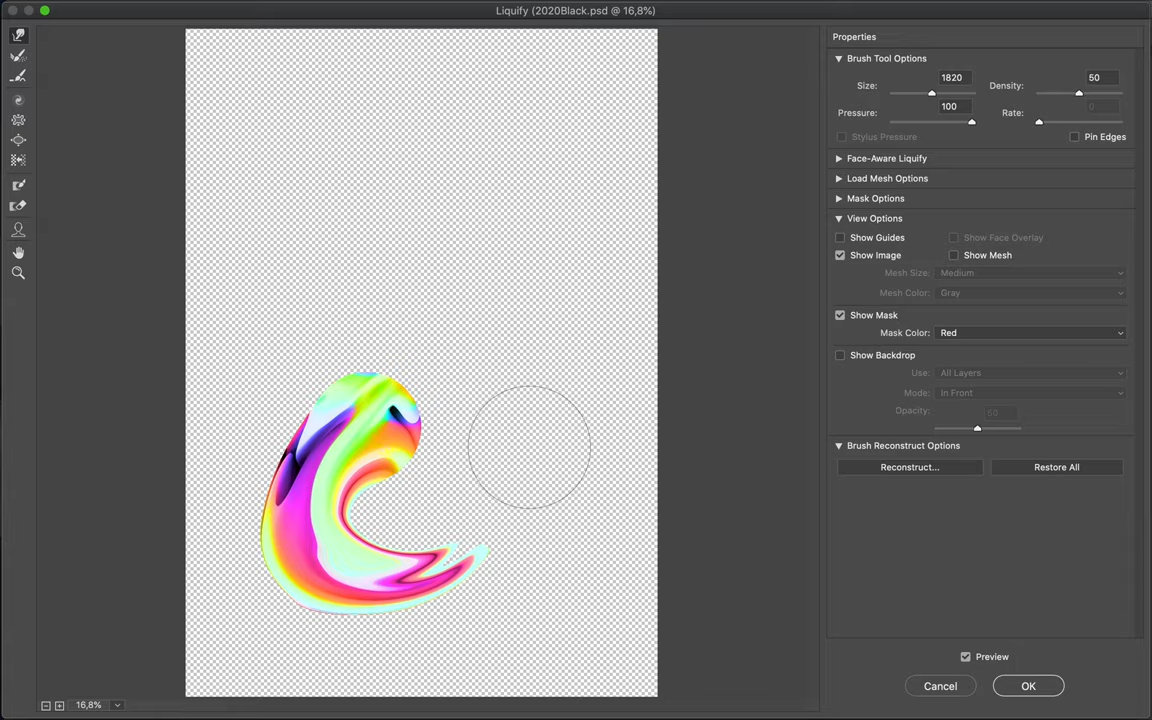 Liquify (2020Black.psd @ 16,8%)
Properties
Brush Tool Options
Size: 1820 Density: 50
Pressure: 100 Rate: 0
Stylus Pressure Pin Edges
Face-Aware Liquify
Load Mesh Options
Mask Options
View Options
Show Guides Show Face Overlay
Show Image Show Mesh
Mesh Size: Medium
Mesh Color: Gray
Show Mask
Mask Color: Red
Show Backdrop
Use: All Layers
Mode: In Front
Opacity: 50
Brush Reconstruct Options
Reconstruct... Restore All
Preview
Cancel OK
16,8%